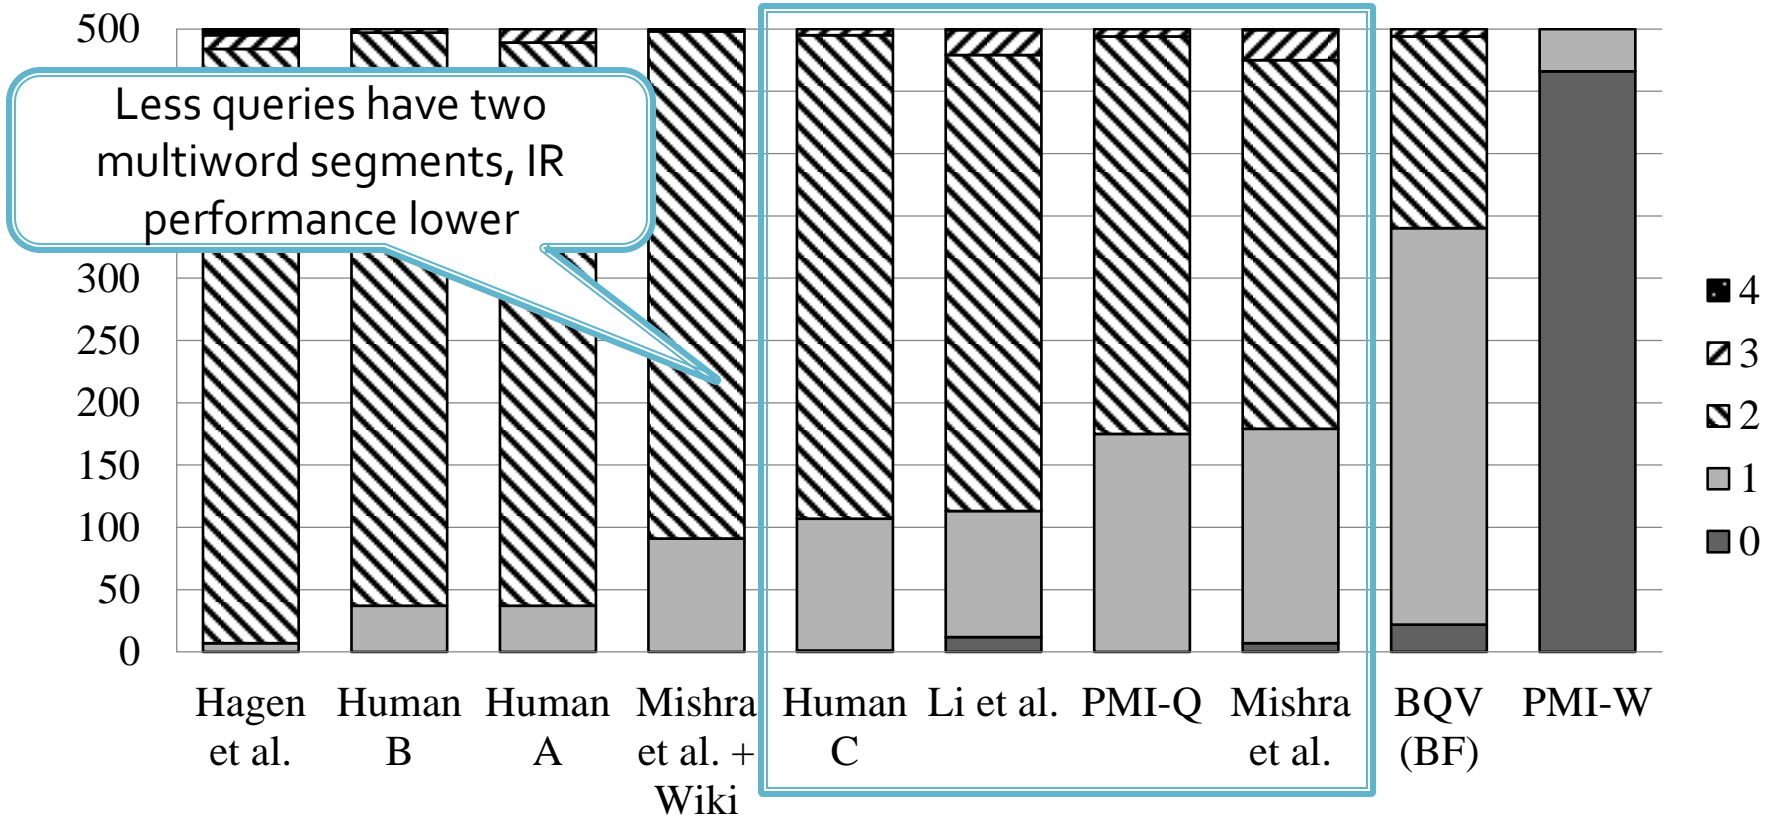 500
Less queries have two
multiword segments, IR
performance lower
300
250
200
150
100
50
0
4
3
2
1
0
Hagen et al.
Human B
Human A
Mishra et al. + Wiki
Human C
Li et al.
PMI-Q
Mishra et al.
BQV (BF)
PMI-W